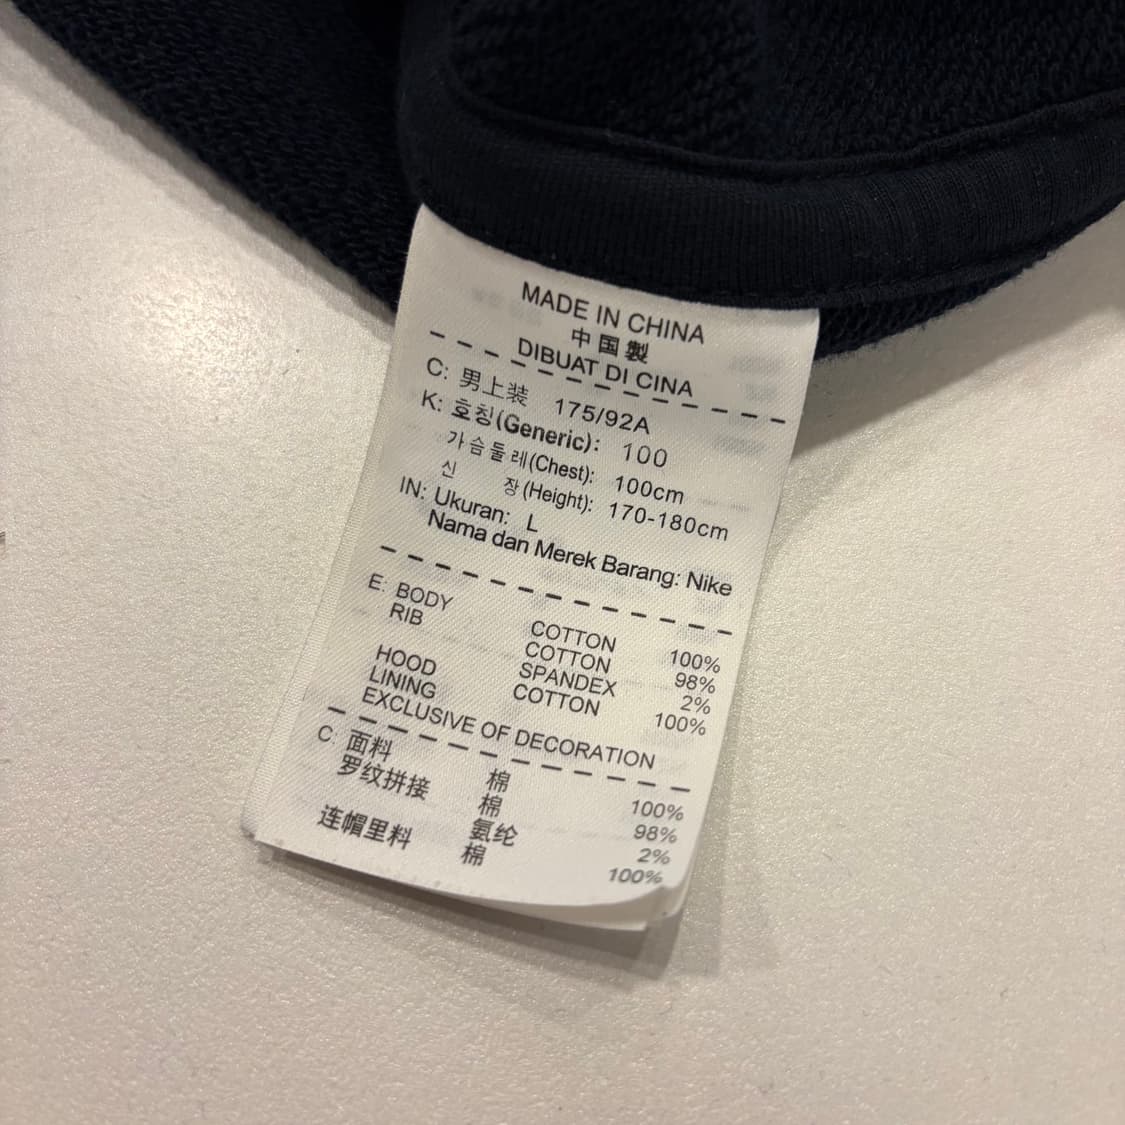 MADE IN CHINA
中国製
DIBUAT DI CINA
C: 男上装 175/92A
K: 호칭(Generic): 100
가슴둘레(Chest): 100cm
신 장(Height): 170-180cm
IN: Ukuran: L
Nama dan Merek Barang: Nike
E: BODY COTTON 100%
RIB COTTON 98%
SPANDEX 2%
HOOD LINING COTTON 100%
EXCLUSIVE OF DECORATION
C: 面料 棉 100%
罗纹拼接 棉 98%
氨纶 2%
连帽里料 棉 100%